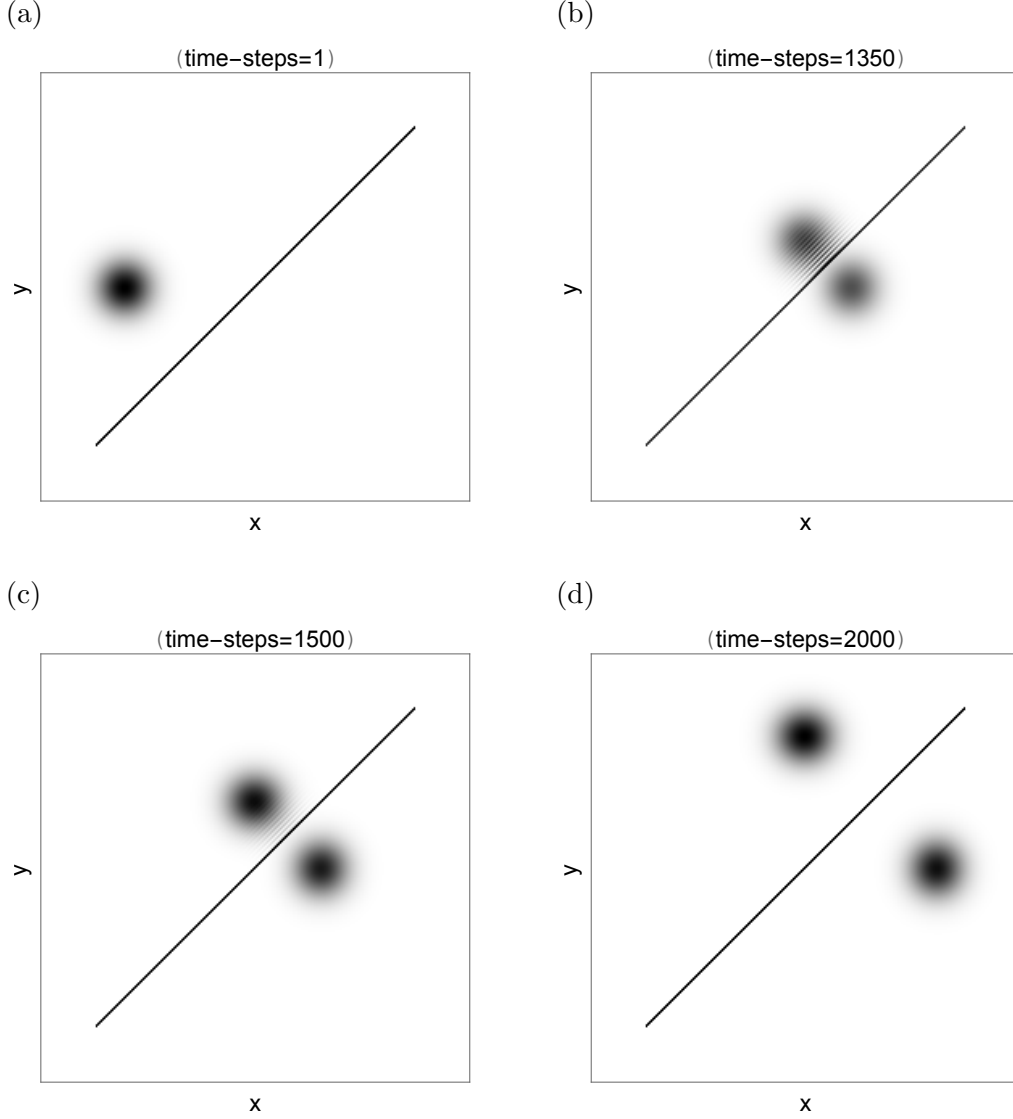 (a)
(time−steps=1)
y
x
(b)
(time−steps=1350)
y
x
(c)
(time−steps=1500)
y
x
(d)
(time−steps=2000)
y
x